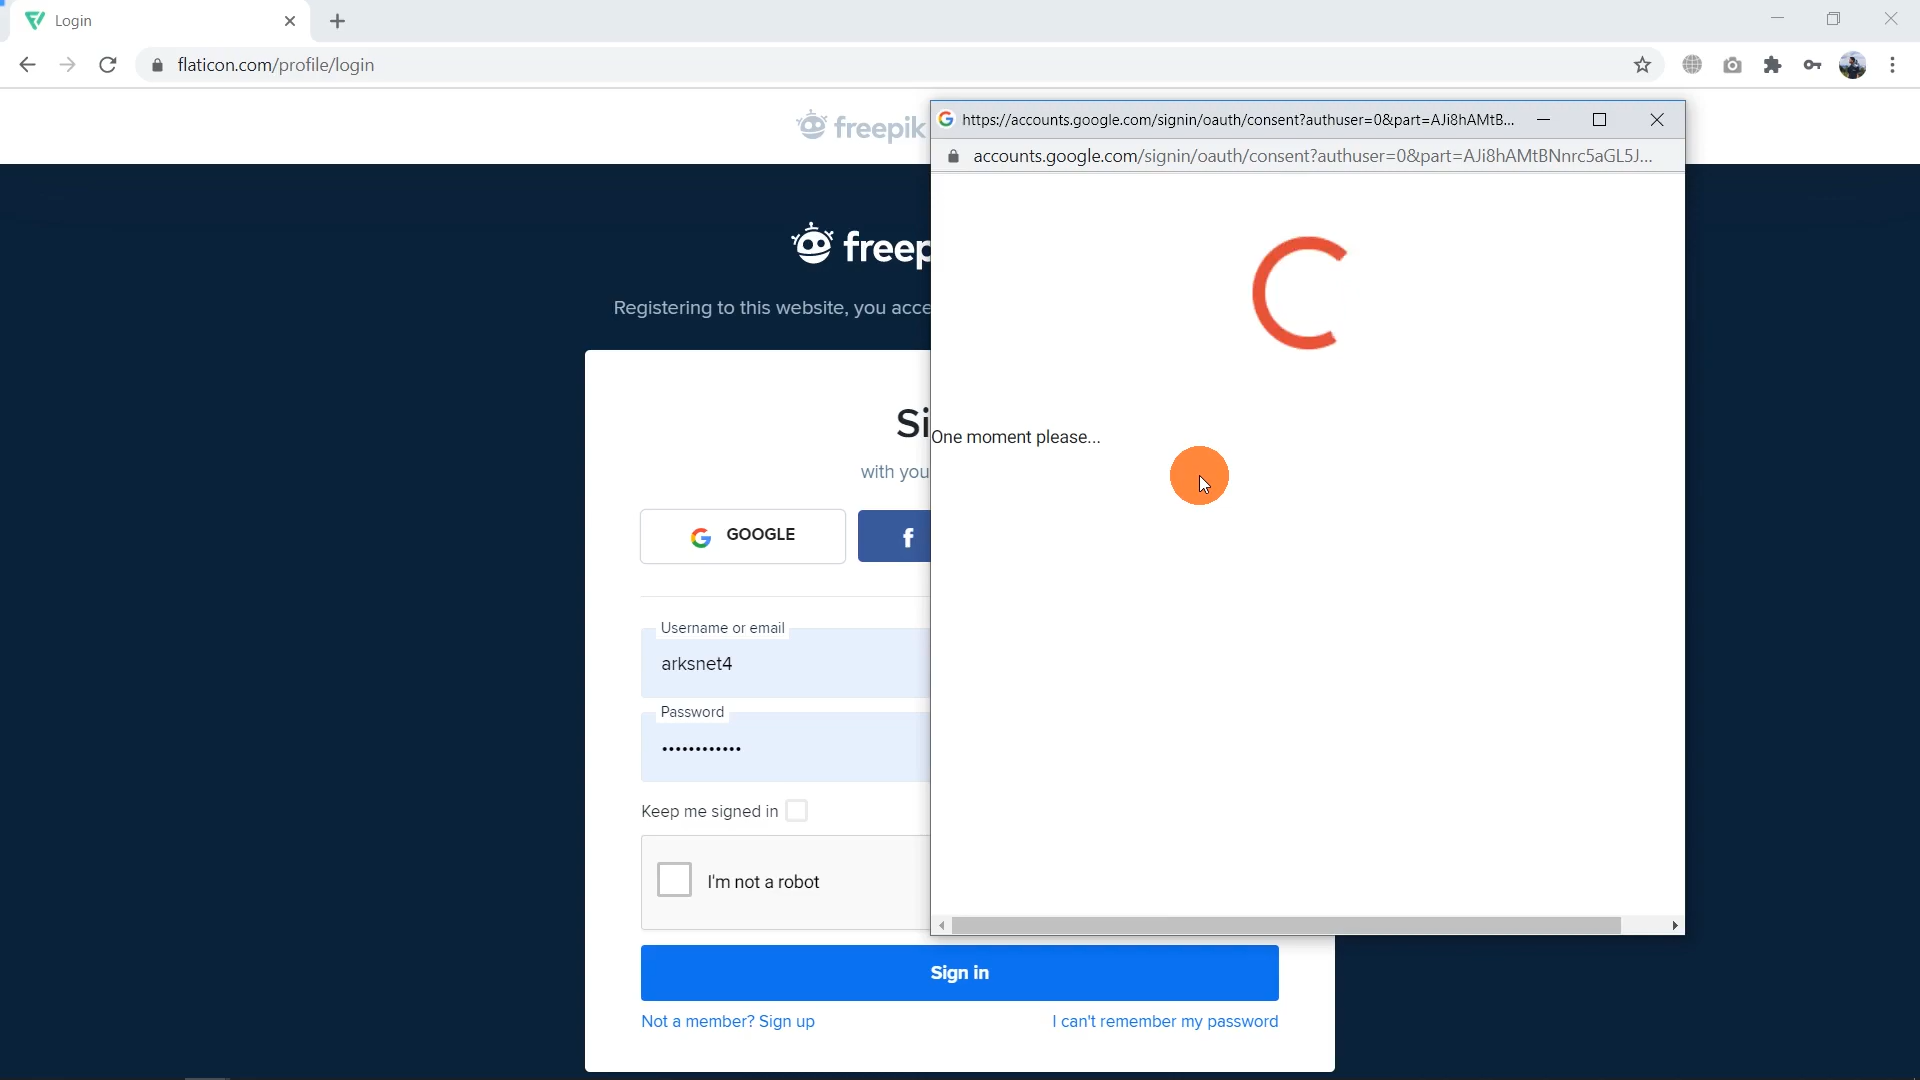 Login
flaticon.com/profile/login
freepik
https://accounts.google.com/signin/oauth/consent?authuser=0&part=AJi8hAMtB...
accounts.google.com/signin/oauth/consent?authuser=0&part=AJi8hAMtBNnrc5aGL5J...
freep
Registering to this website, you acce
Si
One moment please...
with you
GOOGLE
f
Username or email
arksnet4
Password
••••••••••••
Keep me signed in
I'm not a robot
Sign in
Not a member? Sign up
I can't remember my password